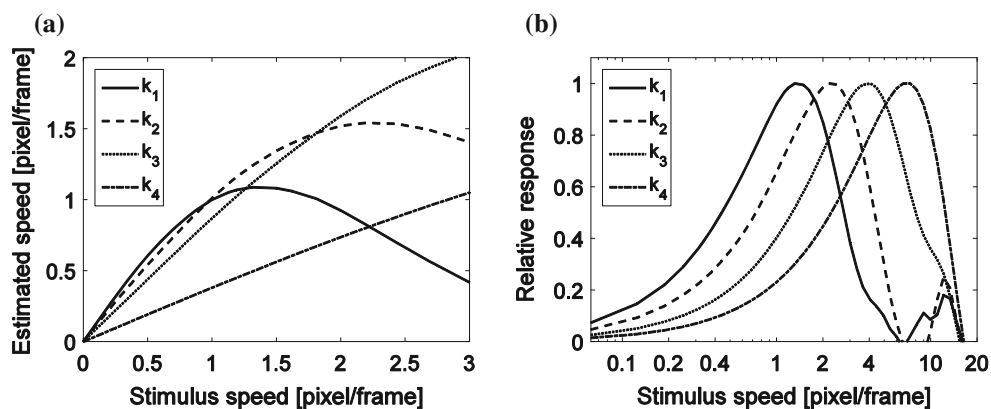 (a)
Estimated speed [pixel/frame]
2
1.5
1
0.5
0
k1
k2
k3
k4
0 0.5 1 1.5 2 2.5 3
Stimulus speed [pixel/frame]
(b)
Relative response
1
0.8
0.6
0.4
0.2
0
k1
k2
k3
k4
0.1 0.2 0.4 1 2 4 10 20
Stimulus speed [pixel/frame]